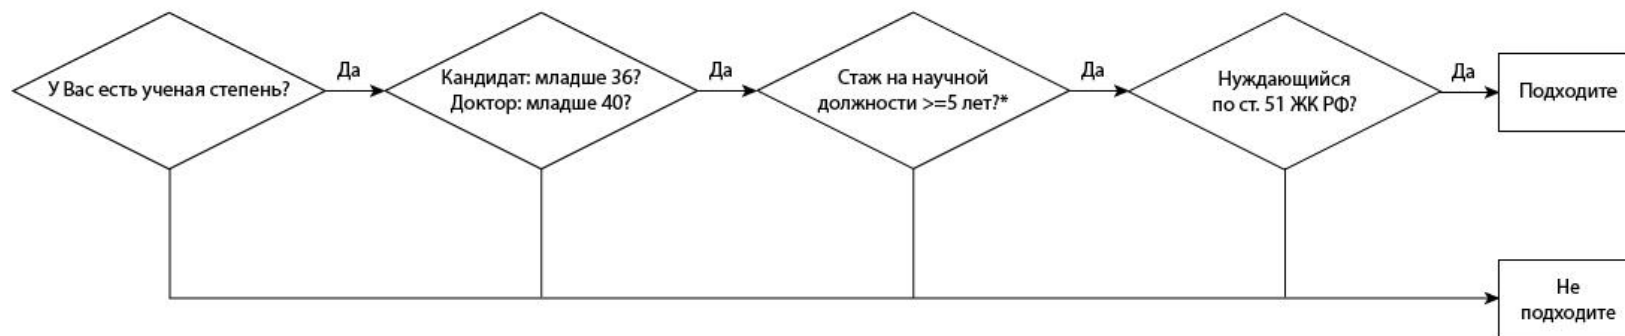 У Вас есть ученая степень?
Да
Кандидат: младше 36?
Доктор: младше 40?
Да
Стаж на научной
должности >=5 лет?*
Да
Нуждающийся
по ст. 51 ЖК РФ?
Да
Подходите
Не
подходите